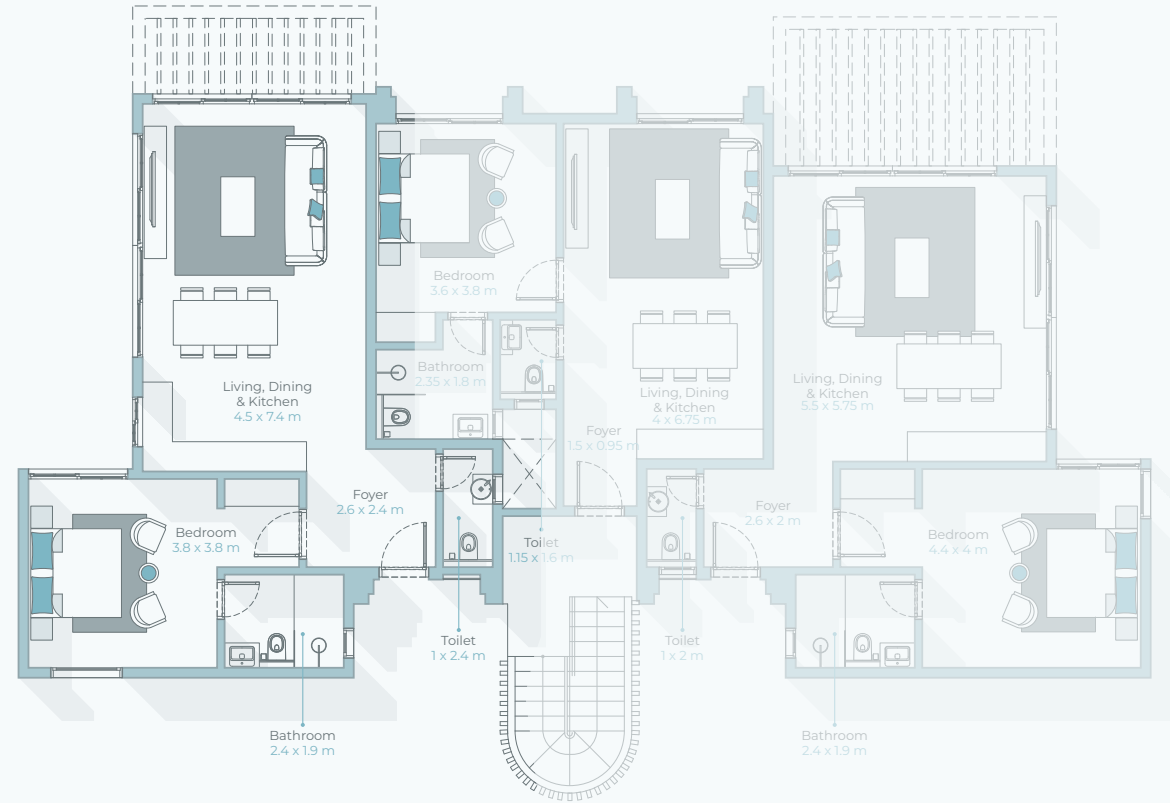 Bedroom
3.6 x 3.8 m
Bathroom
2.35 x 1.8 m
Living, Dining
& Kitchen
4.5 x 7.4 m
Living, Dining
& Kitchen
4 x 6.75 m
Living, Dining
& Kitchen
5.5 x 5.75 m
Foyer
1.5 x 0.95 m
Foyer
2.6 x 2.4 m
Foyer
2.6 x 2 m
Bedroom
3.8 x 3.8 m
Toilet
1.15 x 1.6 m
Bedroom
4.4 x 4 m
Toilet
1 x 2.4 m
Toilet
1 x 2 m
Bathroom
2.4 x 1.9 m
Bathroom
2.4 x 1.9 m